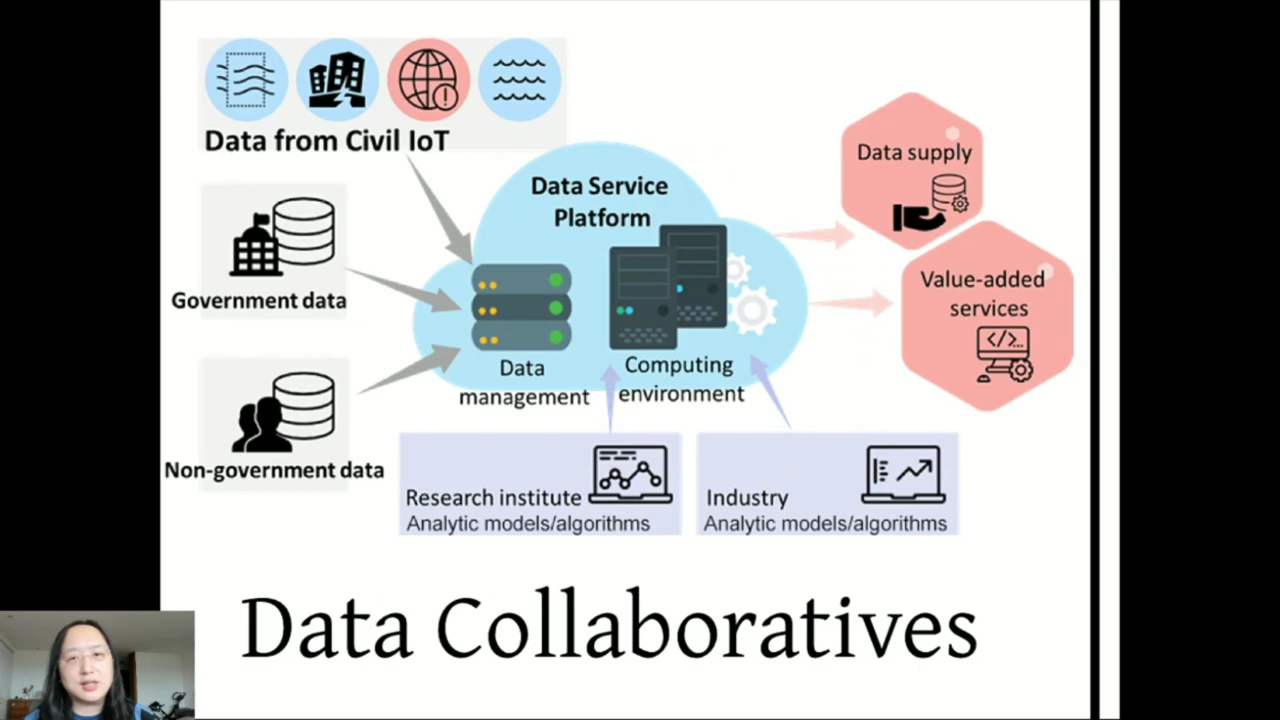 Data from Civil IoT
Government data
Non-government data
Data Service
Platform
Data
management
Computing
environment
Research institute
Analytic models/algorithms
Industry
Analytic models/algorithms
Data supply
Value-added
services
</>...
Data Collaboratives